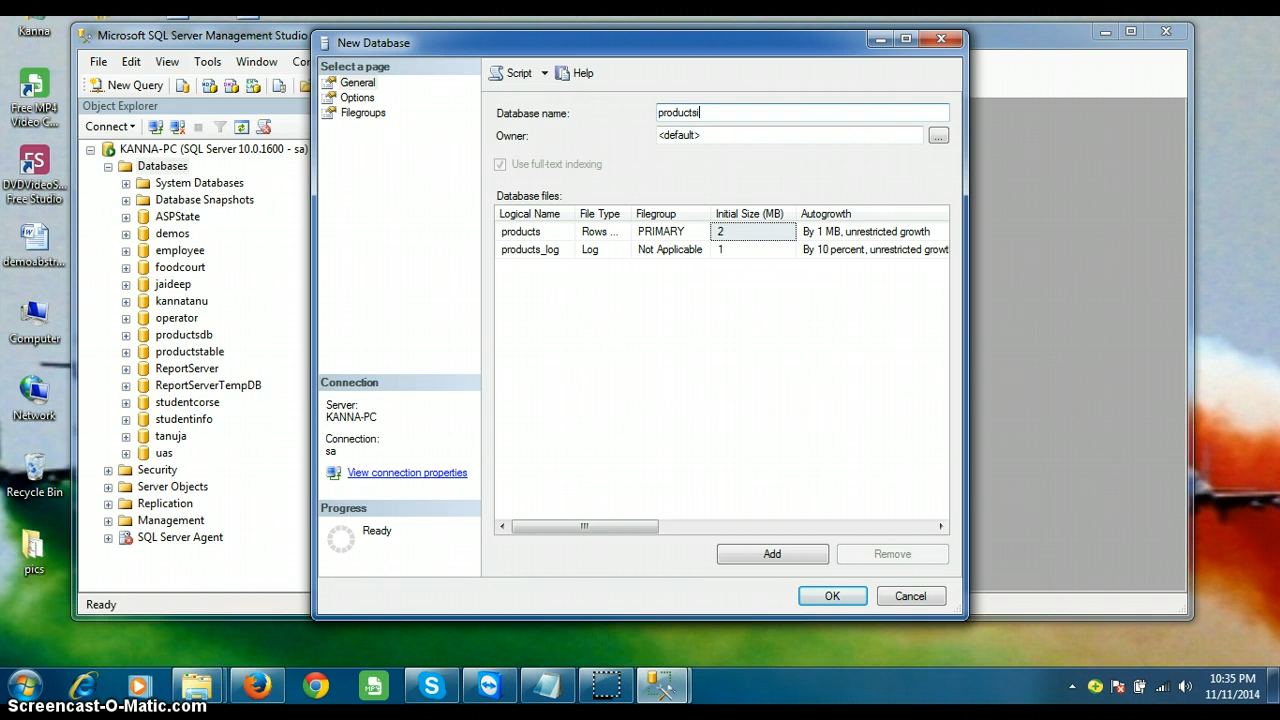 Kanna
Free MP4
Video C...
DVDVideoS...
Free Studio
demoabstr...
Computer
Network
Recycle Bin
pics
Microsoft SQL Server Management Studio
File Edit View Tools Window
New Query
Object Explorer
Connect
KANNA-PC (SQL Server 10.0.1600 - sa)
Databases
System Databases
Database Snapshots
ASPState
demos
employee
foodcourt
jaideep
kannatanu
operator
productsdb
productstable
ReportServer
ReportServerTempDB
studentcorse
studentinfo
tanuja
uas
Security
Server Objects
Replication
Management
SQL Server Agent
Ready
New Database
Select a page
General
Options
Filegroups
Connection
Server:
KANNA-PC
Connection:
sa
View connection properties
Progress
Ready
Script Help
Database name: productsi
Owner: <default> ...
Use full-text indexing
Database files:
Logical Name File Type Filegroup Initial Size (MB) Autogrowth
products Rows ... PRIMARY 2 By 1 MB, unrestricted growth
products_log Log Not Applicable 1 By 10 percent, unrestricted growt
Add Remove
OK Cancel
10:35 PM
11/11/2014
Screencast-O-Matic.com